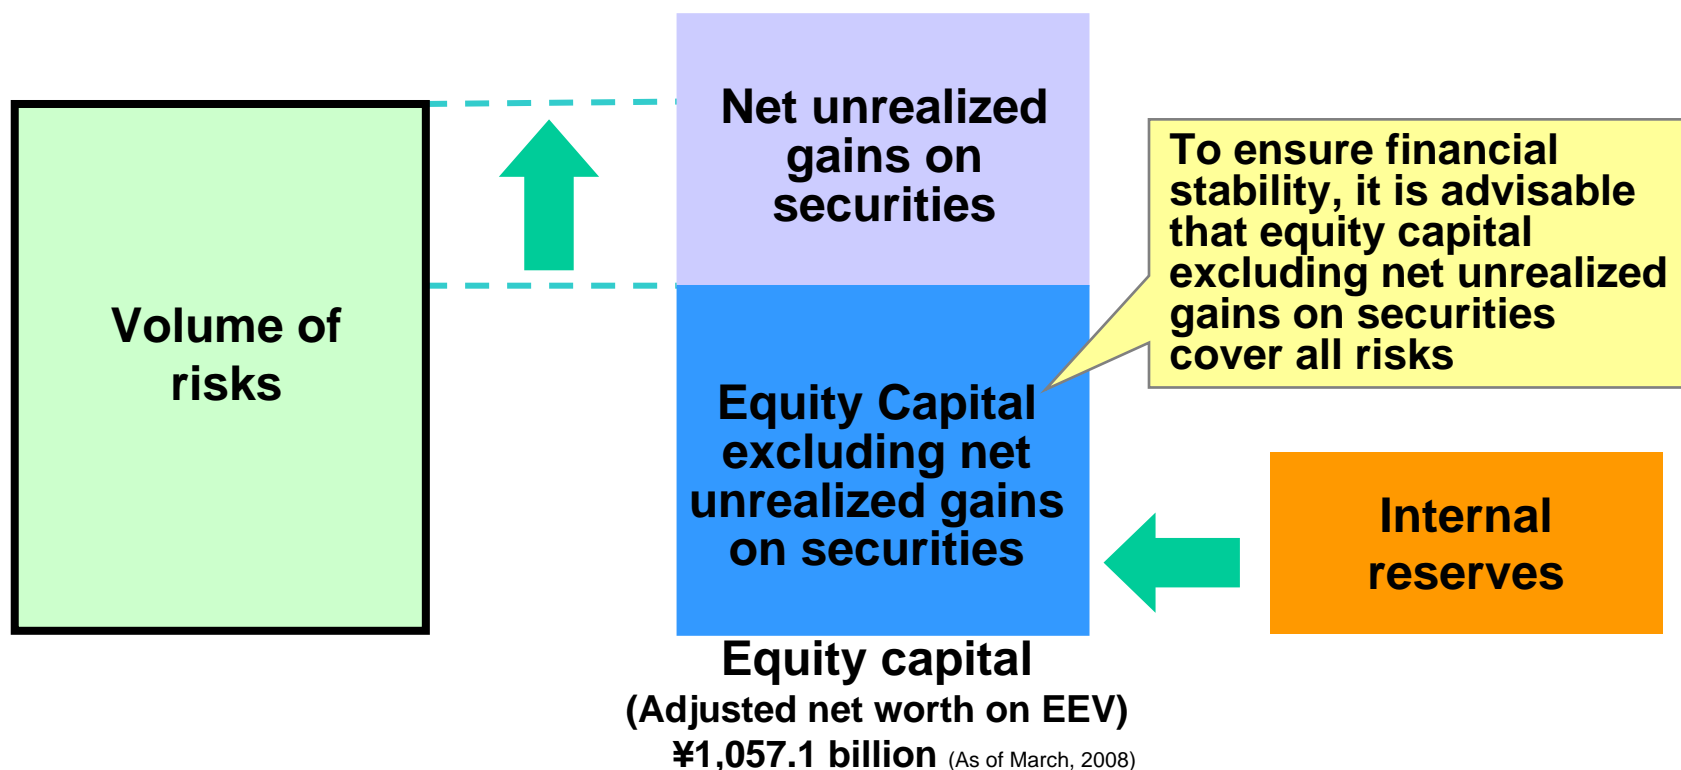 Net unrealized
gains on
securities
To ensure financial
stability, it is advisable
that equity capital
excluding net unrealized
gains on securities
cover all risks
Volume of
risks
Equity Capital
excluding net
unrealized gains
on securities
Internal
reserves
Equity capital
(Adjusted net worth on EEV)
¥1,057.1 billion (As of March, 2008)